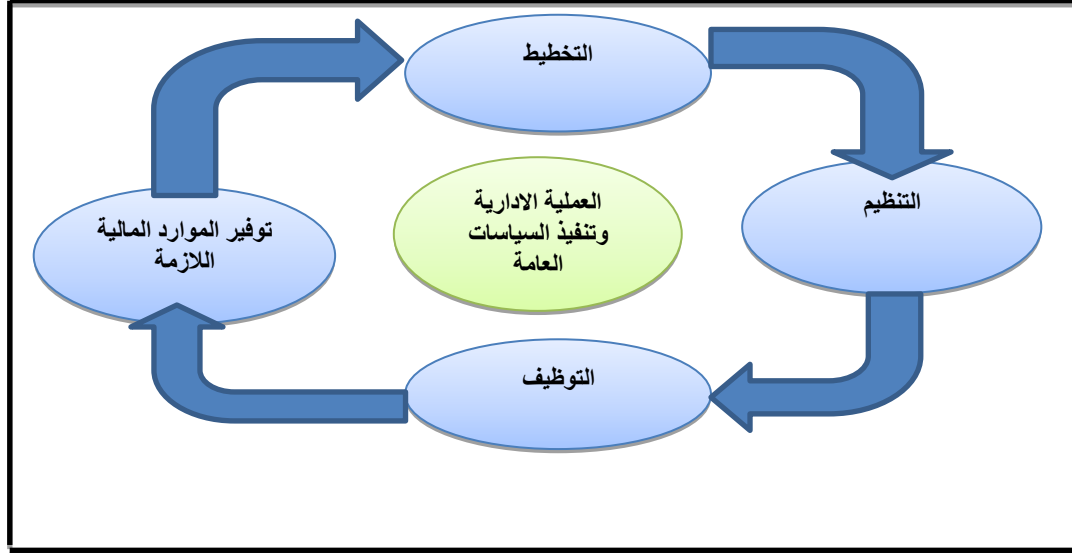 التخطيط
التنظيم
العملية الادارية
وتنفيذ السياسات
العامة
توفير الموارد المالية
اللازمة
التوظيف